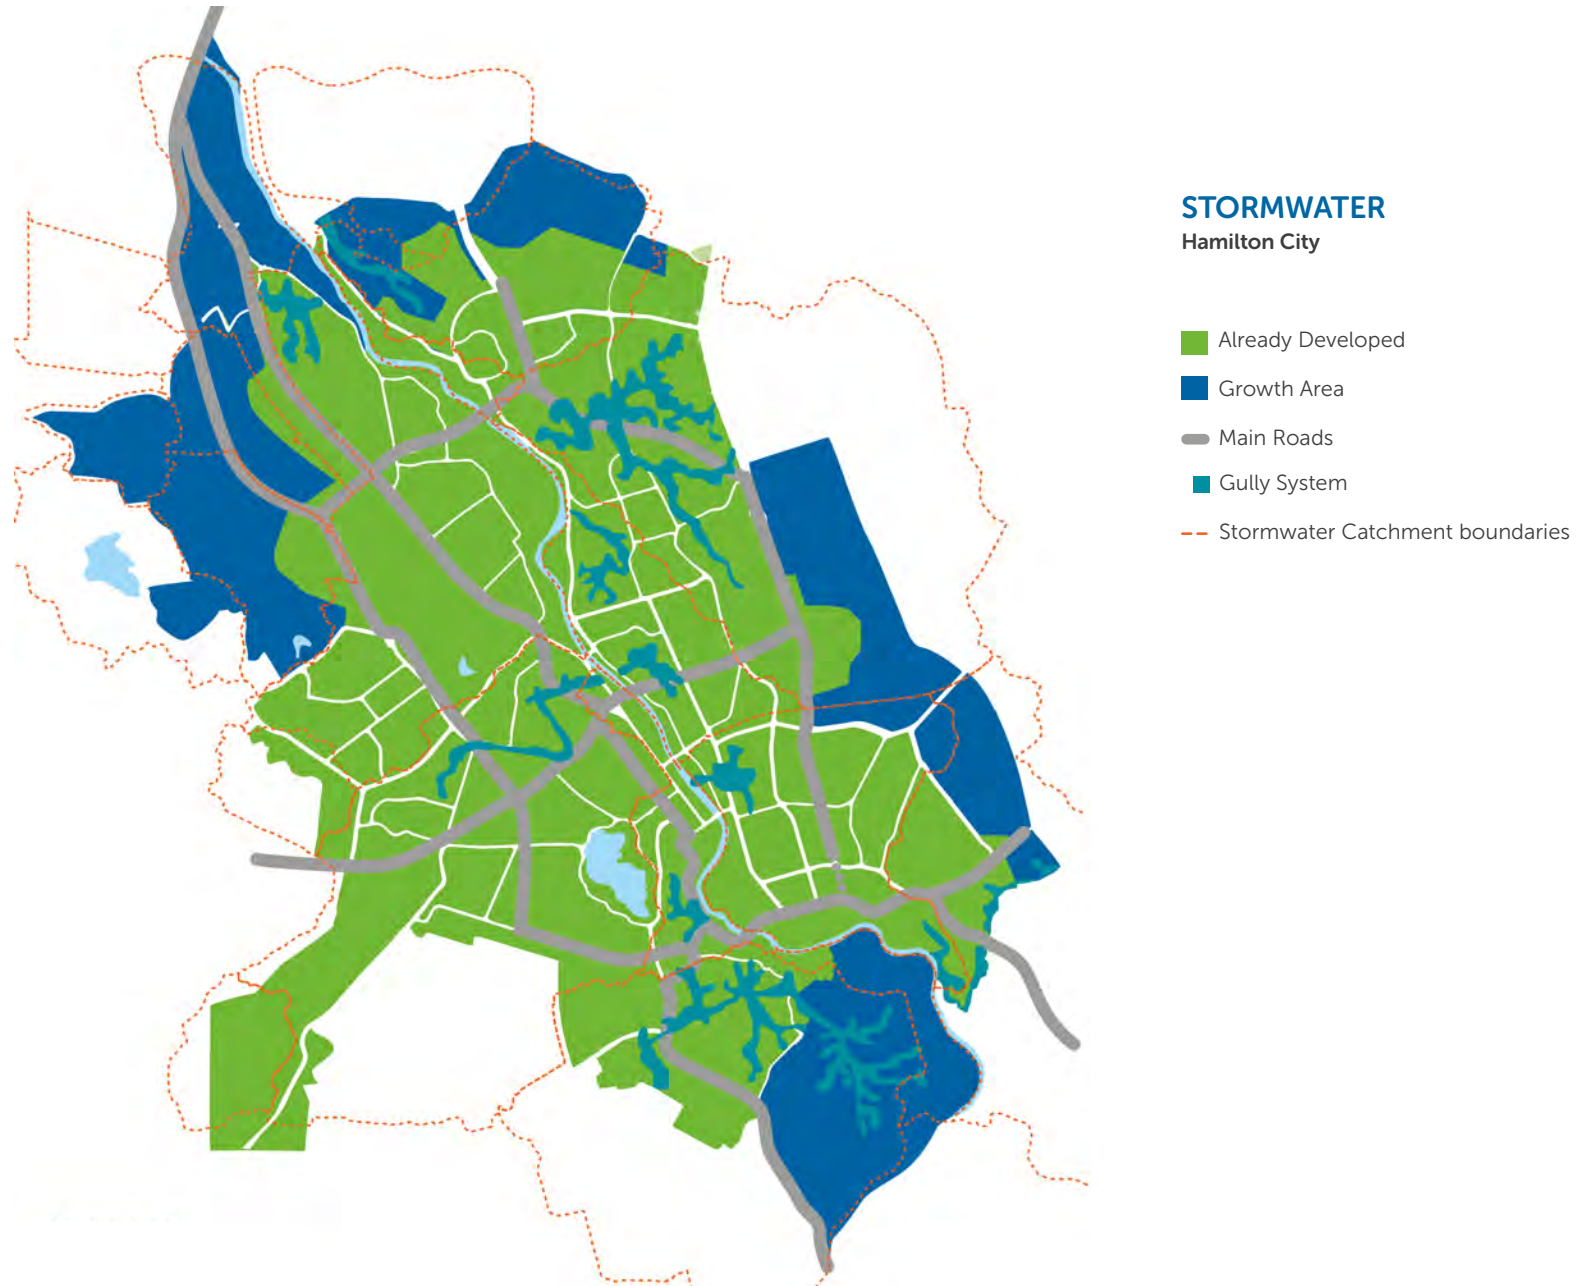 STORMWATER
Hamilton City
Already Developed
Growth Area
Main Roads
Gully System
Stormwater Catchment boundaries